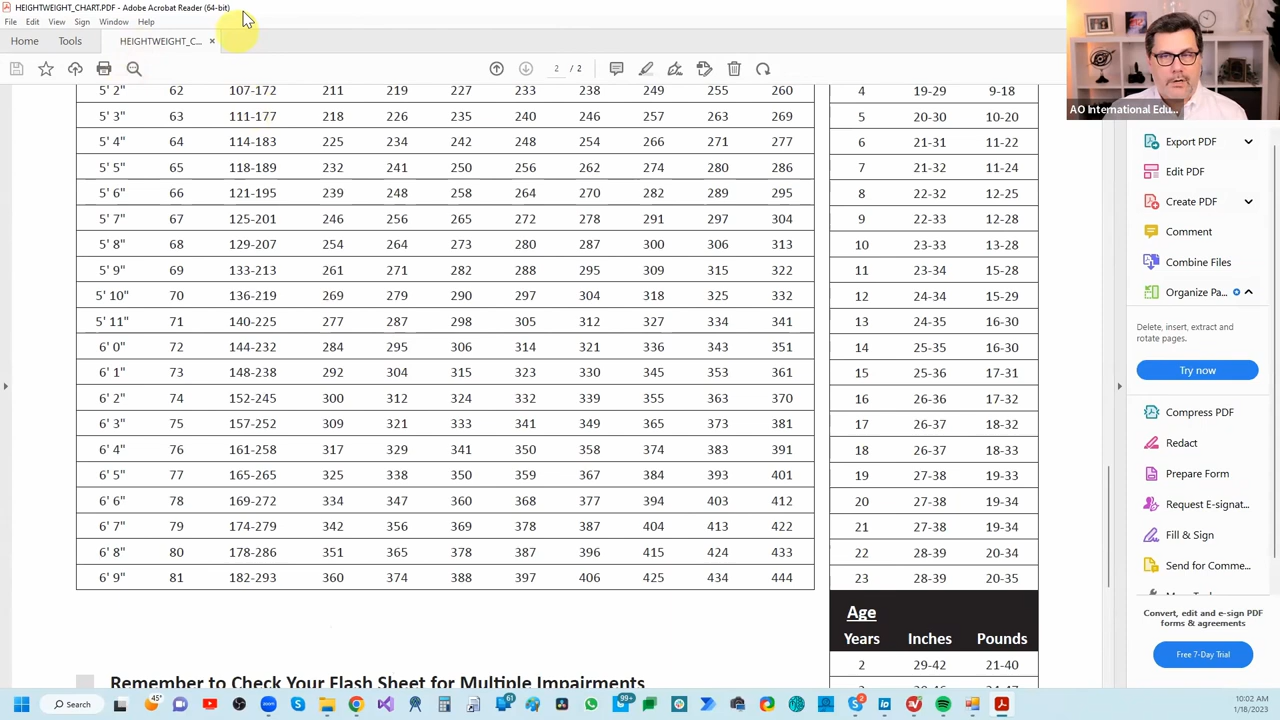 HEIGHTWEIGHT_CHART.PDF - Adobe Acrobat Reader (64-bit)
File Edit View Sign Window Help
Home Tools HEIGHTWEIGHT_C... ×
2 / 2
AO International Edu...
5' 2" 62 107-172 211 219 227 233 238 249 255 260
5' 3" 63 111-177 218 226 235 240 246 257 263 269
5' 4" 64 114-183 225 234 242 248 254 266 271 277
5' 5" 65 118-189 232 241 250 256 262 274 280 286
5' 6" 66 121-195 239 248 258 264 270 282 289 295
5' 7" 67 125-201 246 256 265 272 278 291 297 304
5' 8" 68 129-207 254 264 273 280 287 300 306 313
5' 9" 69 133-213 261 271 282 288 295 309 315 322
5' 10" 70 136-219 269 279 290 297 304 318 325 332
5' 11" 71 140-225 277 287 298 305 312 327 334 341
6' 0" 72 144-232 284 295 306 314 321 336 343 351
6' 1" 73 148-238 292 304 315 323 330 345 353 361
6' 2" 74 152-245 300 312 324 332 339 355 363 370
6' 3" 75 157-252 309 321 333 341 349 365 373 381
6' 4" 76 161-258 317 329 341 350 358 374 383 391
6' 5" 77 165-265 325 338 350 359 367 384 393 401
6' 6" 78 169-272 334 347 360 368 377 394 403 412
6' 7" 79 174-279 342 356 369 378 387 404 413 422
6' 8" 80 178-286 351 365 378 387 396 415 424 433
6' 9" 81 182-293 360 374 388 397 406 425 434 444
Remember to Check Your Flash Sheet for Multiple Impairments
4 19-29 9-18
5 20-30 10-20
6 21-31 11-22
7 21-32 11-24
8 22-32 12-25
9 22-33 12-28
10 23-33 13-28
11 23-34 15-28
12 24-34 15-29
13 24-35 16-30
14 25-35 16-30
15 25-36 17-31
16 26-36 17-32
17 26-37 18-32
18 26-37 18-33
19 27-38 19-33
20 27-38 19-34
21 27-38 19-34
22 28-39 20-34
23 28-39 20-35
Age
Years Inches Pounds
2 29-42 21-40
Export PDF
Edit PDF
Create PDF
Comment
Combine Files
Organize Pa...
Delete, insert, extract and
rotate pages.
Try now
Compress PDF
Redact
Prepare Form
Request E-signat...
Fill & Sign
Send for Comme...
Convert, edit and e-sign PDF
forms & agreements
Free 7-Day Trial
Search
45°
61
99+
10:02 AM
1/18/2023